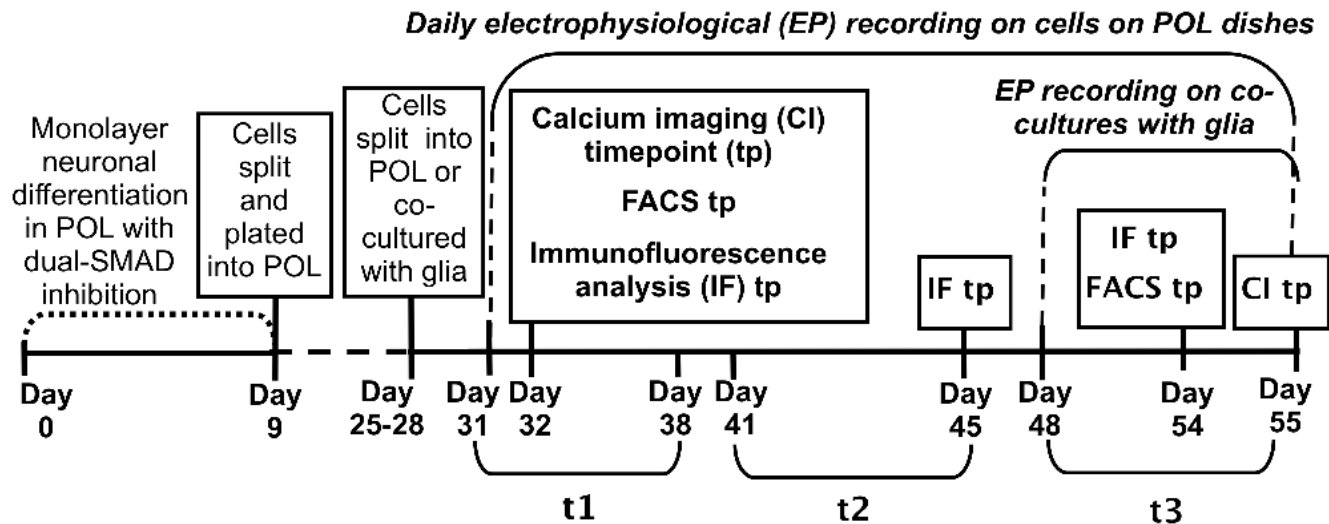 Daily electrophysiological (EP) recording on cells on POL dishes
Monolayer
neuronal
differentiation
in POL with
dual-SMAD
inhibition
Cells
split
and
plated
into POL
Cells
split into
POL or
co-
cultured
with glia
Calcium imaging (CI)
timepoint (tp)
FACS tp
Immunofluorescence
analysis (IF) tp
IF tp
EP recording on co-
cultures with glia
IF tp
FACS tp
CI tp
Day
0
Day
9
Day
25-28
Day
31
Day
32
Day
38
Day
41
Day
45
Day
48
Day
54
Day
55
t1
t2
t3